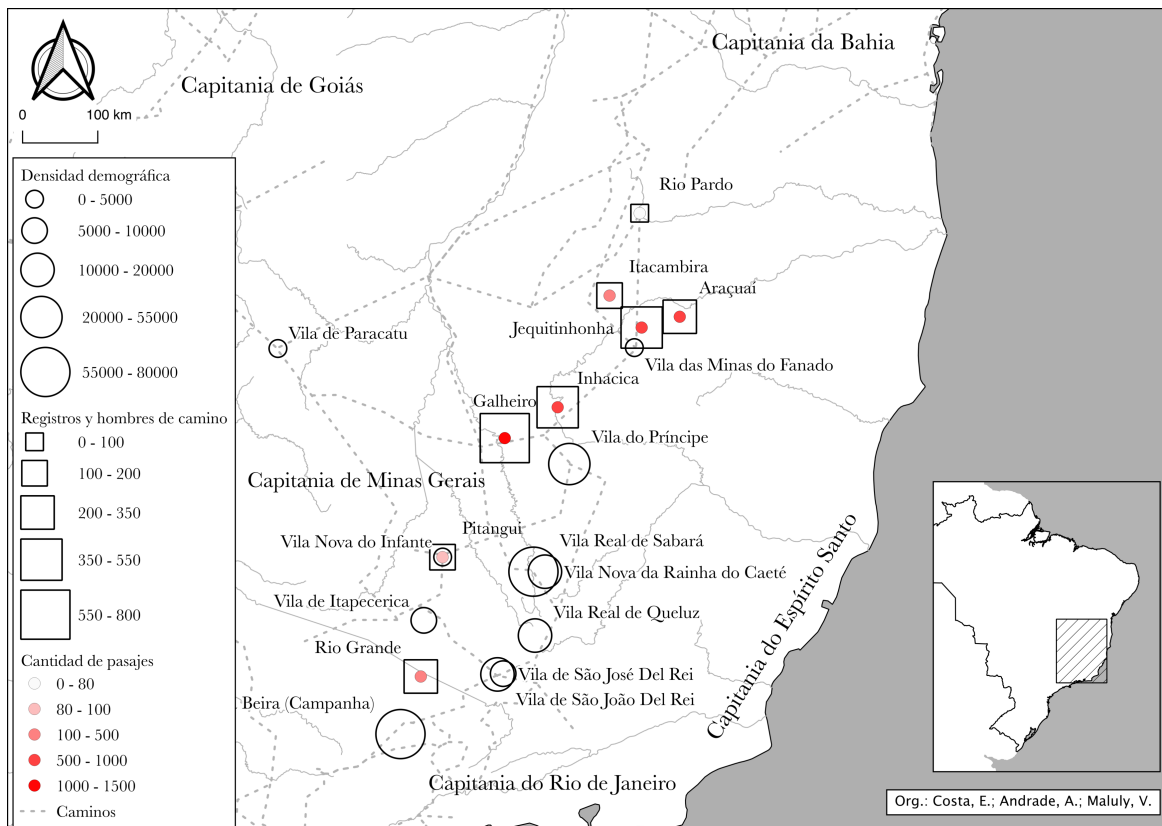 Capitania da Bahia
Capitania de Goiás
0 100 km
Rio Pardo
Itacambira
Araçuaí
Jequitinhonha
Vila de Paracatu
Vila das Minas do Fanado
Inhacica
Galheiro
Vila do Príncipe
Capitania de Minas Gerais
Pitangui
Vila Nova do Infante
Vila Real de Sabará
Vila Nova da Rainha do Caeté
Vila de Itapecerica
Vila Real de Queluz
Rio Grande
Vila de São José Del Rei
Vila de São João Del Rei
Beira (Campanha)
Capitania do Espírito Santo
Capitania do Rio de Janeiro
Densidad demográfica
0 - 5000
5000 - 10000
10000 - 20000
20000 - 55000
55000 - 80000
Registros y hombres de camino
0 - 100
100 - 200
200 - 350
350 - 550
550 - 800
Cantidad de pasajes
0 - 80
80 - 100
100 - 500
500 - 1000
1000 - 1500
Caminos
Org.: Costa, E.; Andrade, A.; Maluly, V.